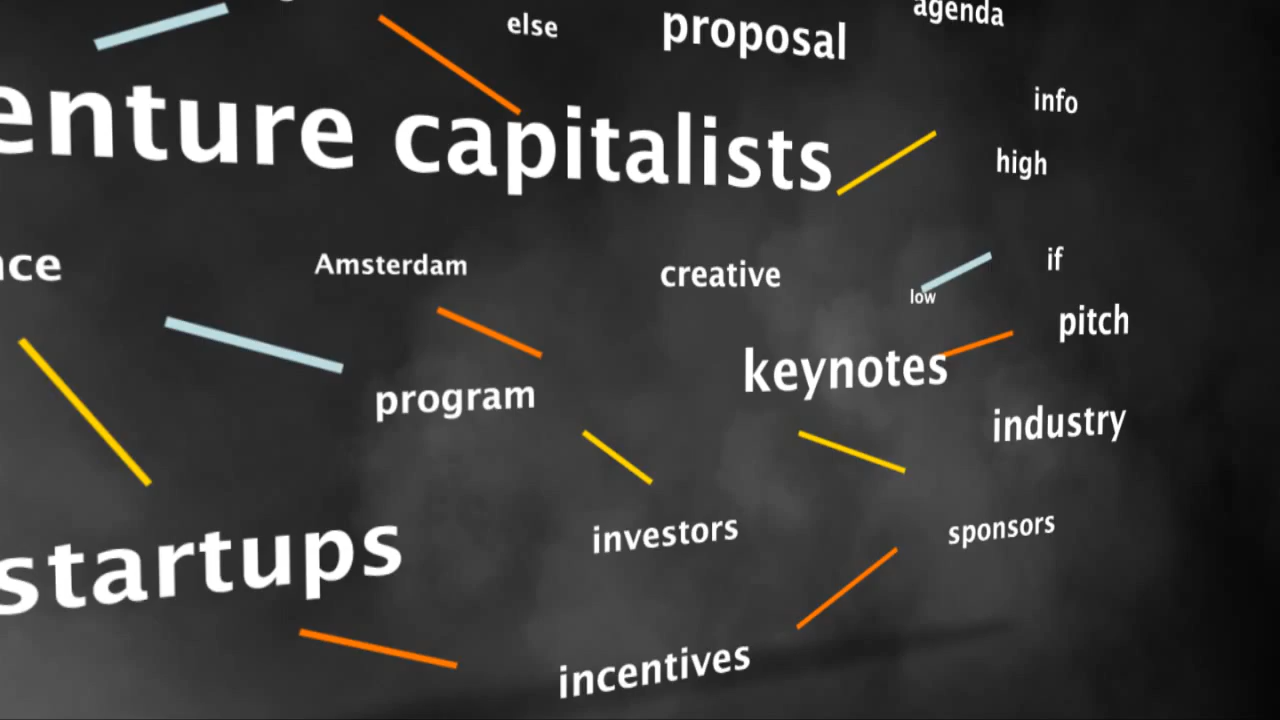 else
proposal
agenda
enture capitalists
info
high
nce
Amsterdam
creative
low
if
pitch
keynotes
program
industry
startups
investors
sponsors
incentives